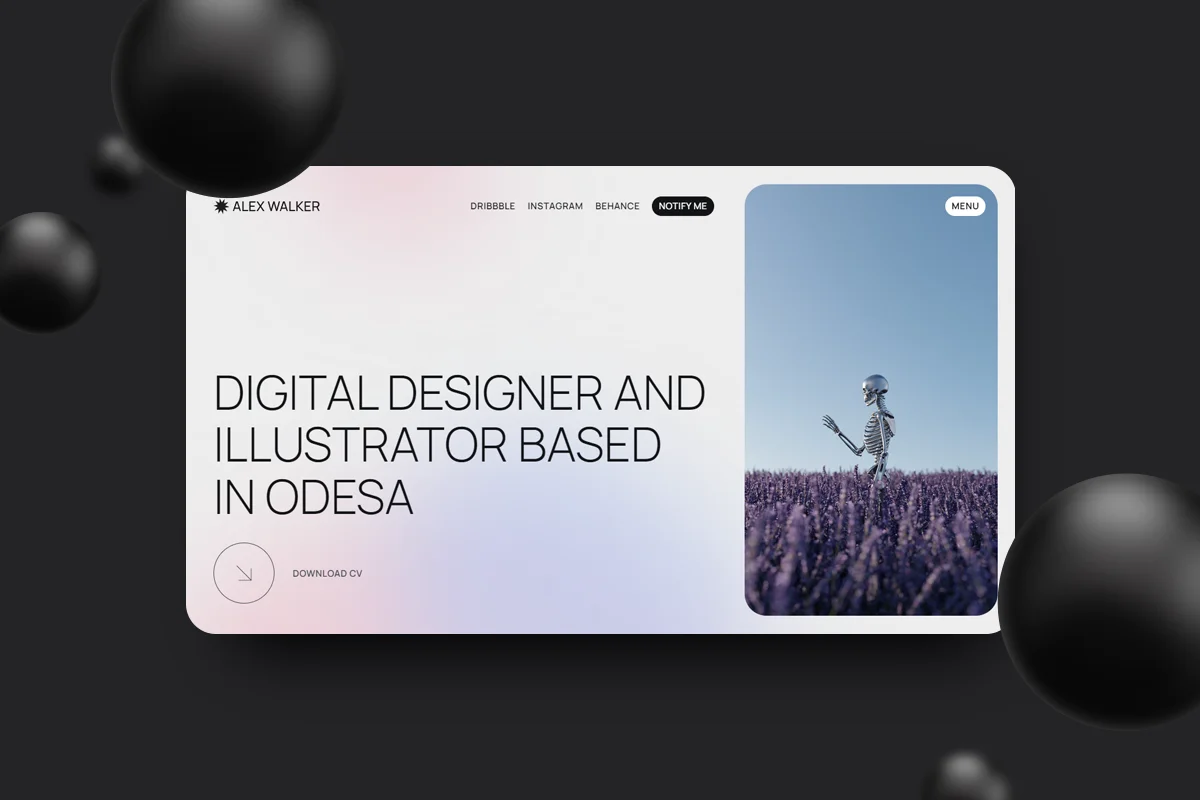 ALEX WALKER
DRIBBBLE INSTAGRAM BEHANCE NOTIFY ME
MENU
DIGITAL DESIGNER AND
ILLUSTRATOR BASED
IN ODESA
DOWNLOAD CV